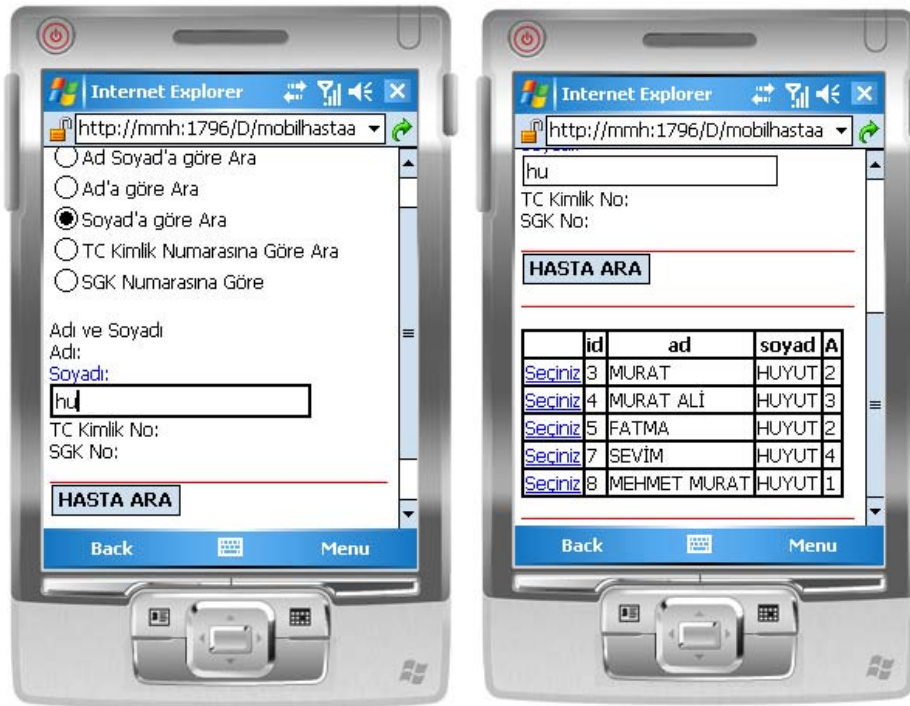 Internet Explorer
http://mmh:1796/D/mobilhastaa
Ad Soyad'a göre Ara
Ad'a göre Ara
Soyad'a göre Ara
TC Kimlik Numarasına Göre Ara
SGK Numarasına Göre
Adı ve Soyadı
Adı:
Soyadı:
hu
TC Kimlik No:
SGK No:
HASTA ARA
Back Menu
Internet Explorer
http://mmh:1796/D/mobilhastaa
hu
TC Kimlik No:
SGK No:
HASTA ARA
id ad soyad A
Seçiniz 3 MURAT HUYUT 2
Seçiniz 4 MURAT ALİ HUYUT 3
Seçiniz 5 FATMA HUYUT 2
Seçiniz 7 SEVİM HUYUT 4
Seçiniz 8 MEHMET MURAT HUYUT 1
Back Menu